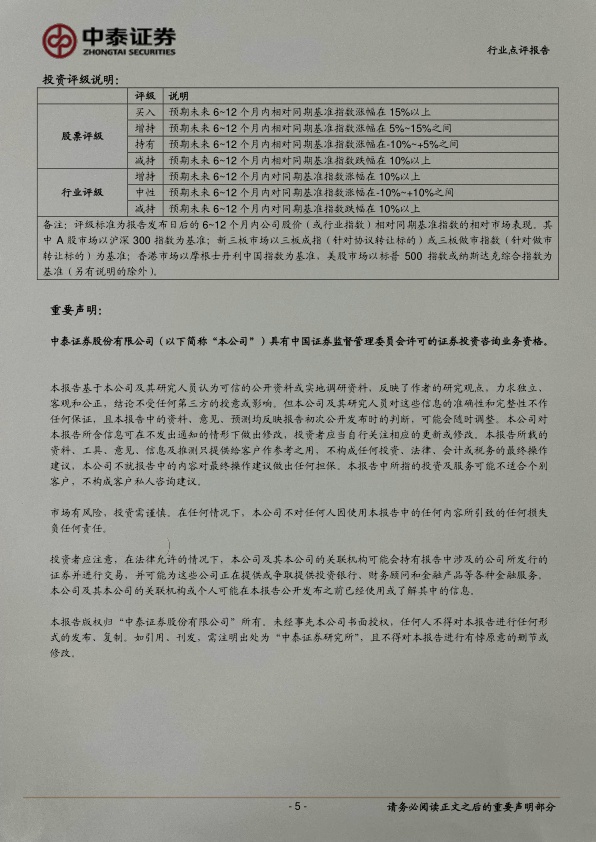 中泰证券
ZHONGTAI SECURITIES
行业点评报告
投资评级说明：
评级 说明
股票评级
买入 预期未来 6~12 个月内相对同期基准指数涨幅在 15%以上
增持 预期未来 6~12 个月内相对同期基准指数涨幅在 5%~15%之间
持有 预期未来 6~12 个月内相对同期基准指数涨幅在-10%~+5%之间
减持 预期未来 6~12 个月内相对同期基准指数跌幅在 10%以上
行业评级
增持 预期未来 6~12 个月内对同期基准指数涨幅在 10%以上
中性 预期未来 6~12 个月内对同期基准指数涨幅在-10%~+10%之间
减持 预期未来 6~12 个月内对同期基准指数跌幅在 10%以上
备注：评级标准为报告发布日后的 6~12 个月内公司股价（或行业指数）相对同期基准指数的相对市场表现。其
中 A 股市场以沪深 300 指数为基准；新三板市场以三板成指（针对协议转让标的）或三板做市指数（针对做市
转让标的）为基准；香港市场以摩根士丹利中国指数为基准，美股市场以标普 500 指数或纳斯达克综合指数为
基准（另有说明的除外）。
重要声明：
中泰证券股份有限公司（以下简称“本公司”）具有中国证券监督管理委员会许可的证券投资咨询业务资格。
本报告基于本公司及其研究人员认为可信的公开资料或实地调研资料，反映了作者的研究观点，力求独立、
客观和公正，结论不受任何第三方的授意或影响。但本公司及其研究人员对这些信息的准确性和完整性不作
任何保证，且本报告中的资料、意见、预测均反映报告初次公开发布时的判断，可能会随时调整。本公司对
本报告所含信息可在不发出通知的情形下做出修改，投资者应当自行关注相应的更新或修改。本报告所载的
资料、工具、意见、信息及推测只提供给客户作参考之用，不构成任何投资、法律、会计或税务的最终操作
建议，本公司不就报告中的内容对最终操作建议做出任何担保。本报告中所指的投资及服务可能不适合个别
客户，不构成客户私人咨询建议。
市场有风险，投资需谨慎。在任何情况下，本公司不对任何人因使用本报告中的任何内容所引致的任何损失
负任何责任。
投资者应注意，在法律允许的情况下，本公司及其本公司的关联机构可能会持有报告中涉及的公司所发行的
证券并进行交易，并可能为这些公司正在提供或争取提供投资银行、财务顾问和金融产品等各种金融服务。
本公司及其本公司的关联机构或个人可能在本报告公开发布之前已经使用或了解其中的信息。
本报告版权归“中泰证券股份有限公司”所有。未经事先本公司书面授权，任何人不得对本报告进行任何形
式的发布、复制。如引用、刊发，需注明出处为“中泰证券研究所”，且不得对本报告进行有悖原意的删节或
修改。
- 5 -
请务必阅读正文之后的重要声明部分